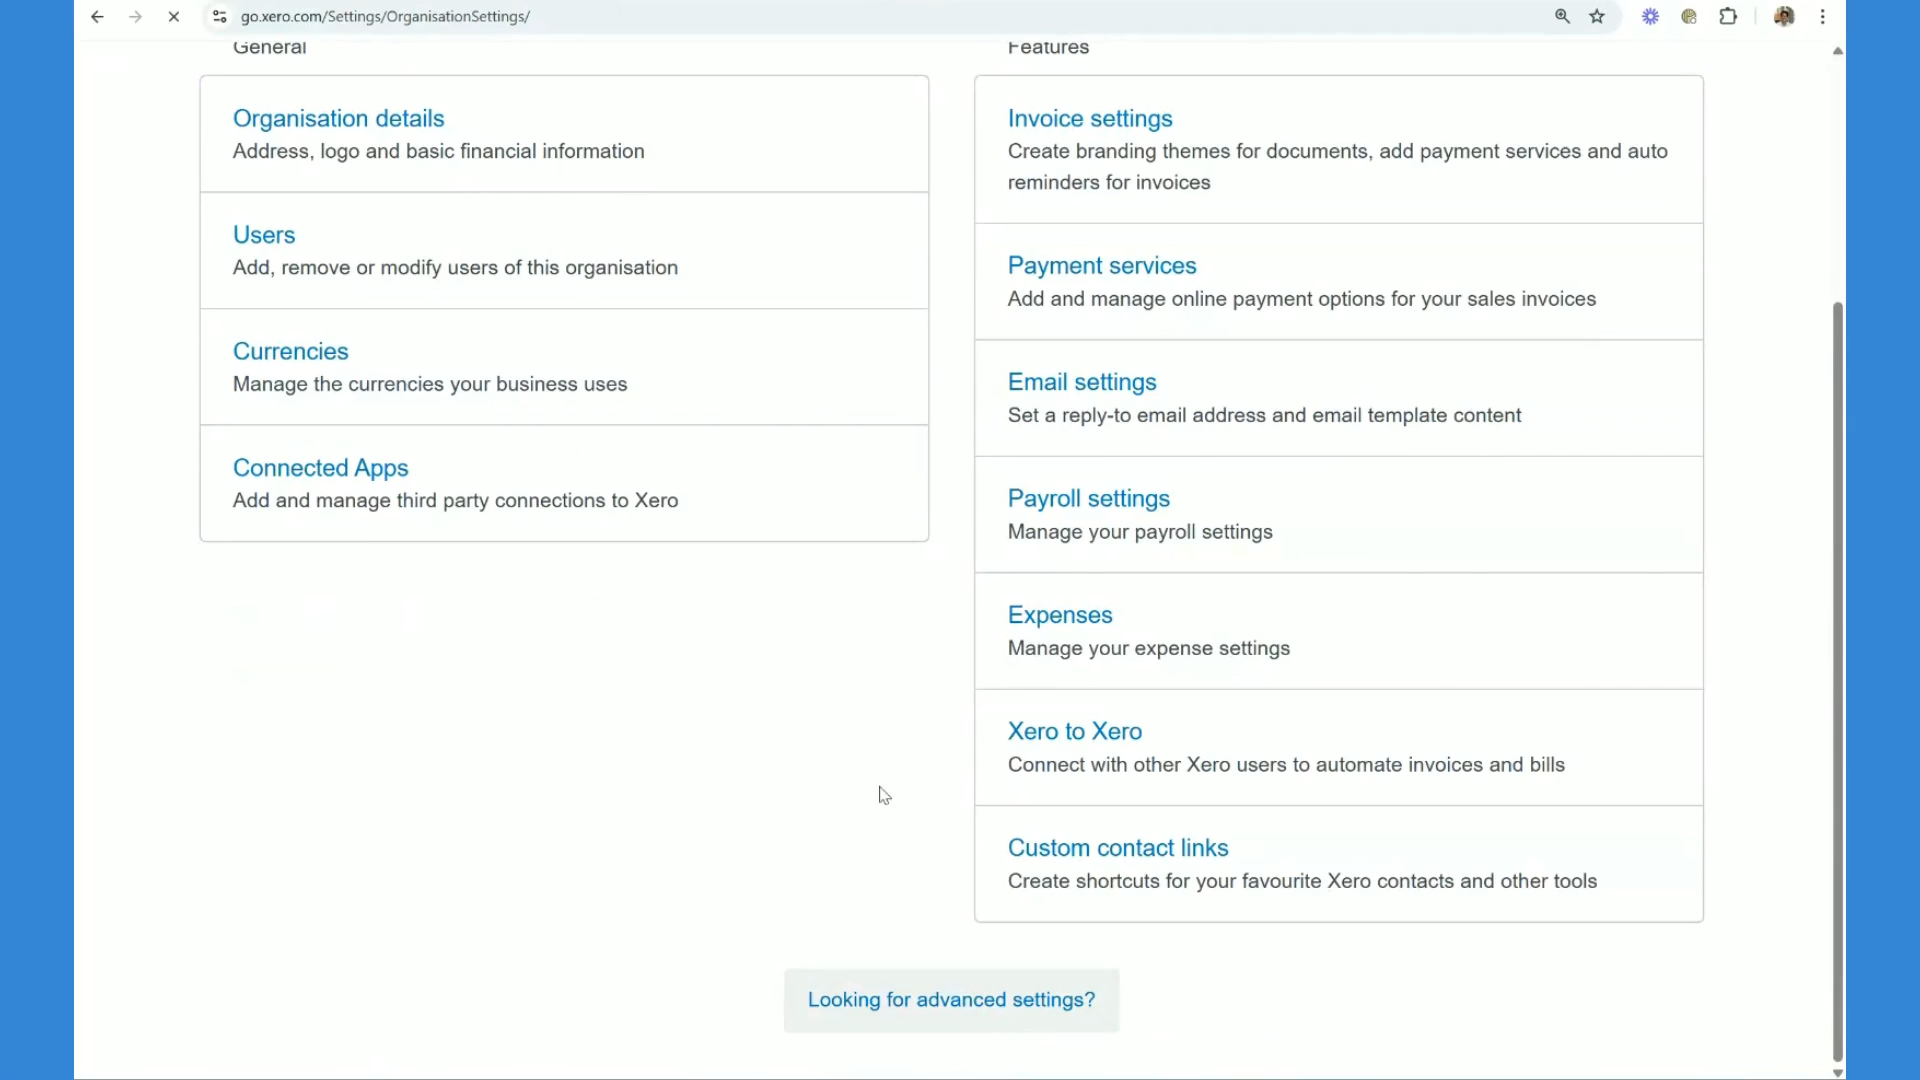 go.xero.com/Settings/OrganisationSettings/
General
Organisation details
Address, logo and basic financial information
Users
Add, remove or modify users of this organisation
Currencies
Manage the currencies your business uses
Connected Apps
Add and manage third party connections to Xero
Features
Invoice settings
Create branding themes for documents, add payment services and auto
reminders for invoices
Payment services
Add and manage online payment options for your sales invoices
Email settings
Set a reply-to email address and email template content
Payroll settings
Manage your payroll settings
Expenses
Manage your expense settings
Xero to Xero
Connect with other Xero users to automate invoices and bills
Custom contact links
Create shortcuts for your favourite Xero contacts and other tools
Looking for advanced settings?